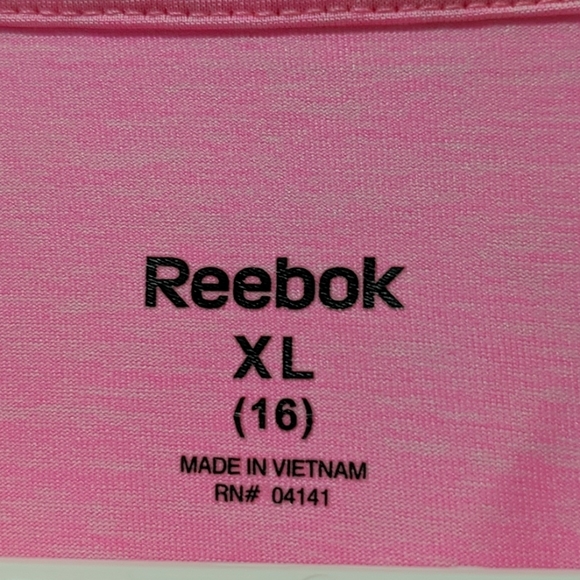 Reebok
XL
(16)
MADE IN VIETNAM
RN# 04141